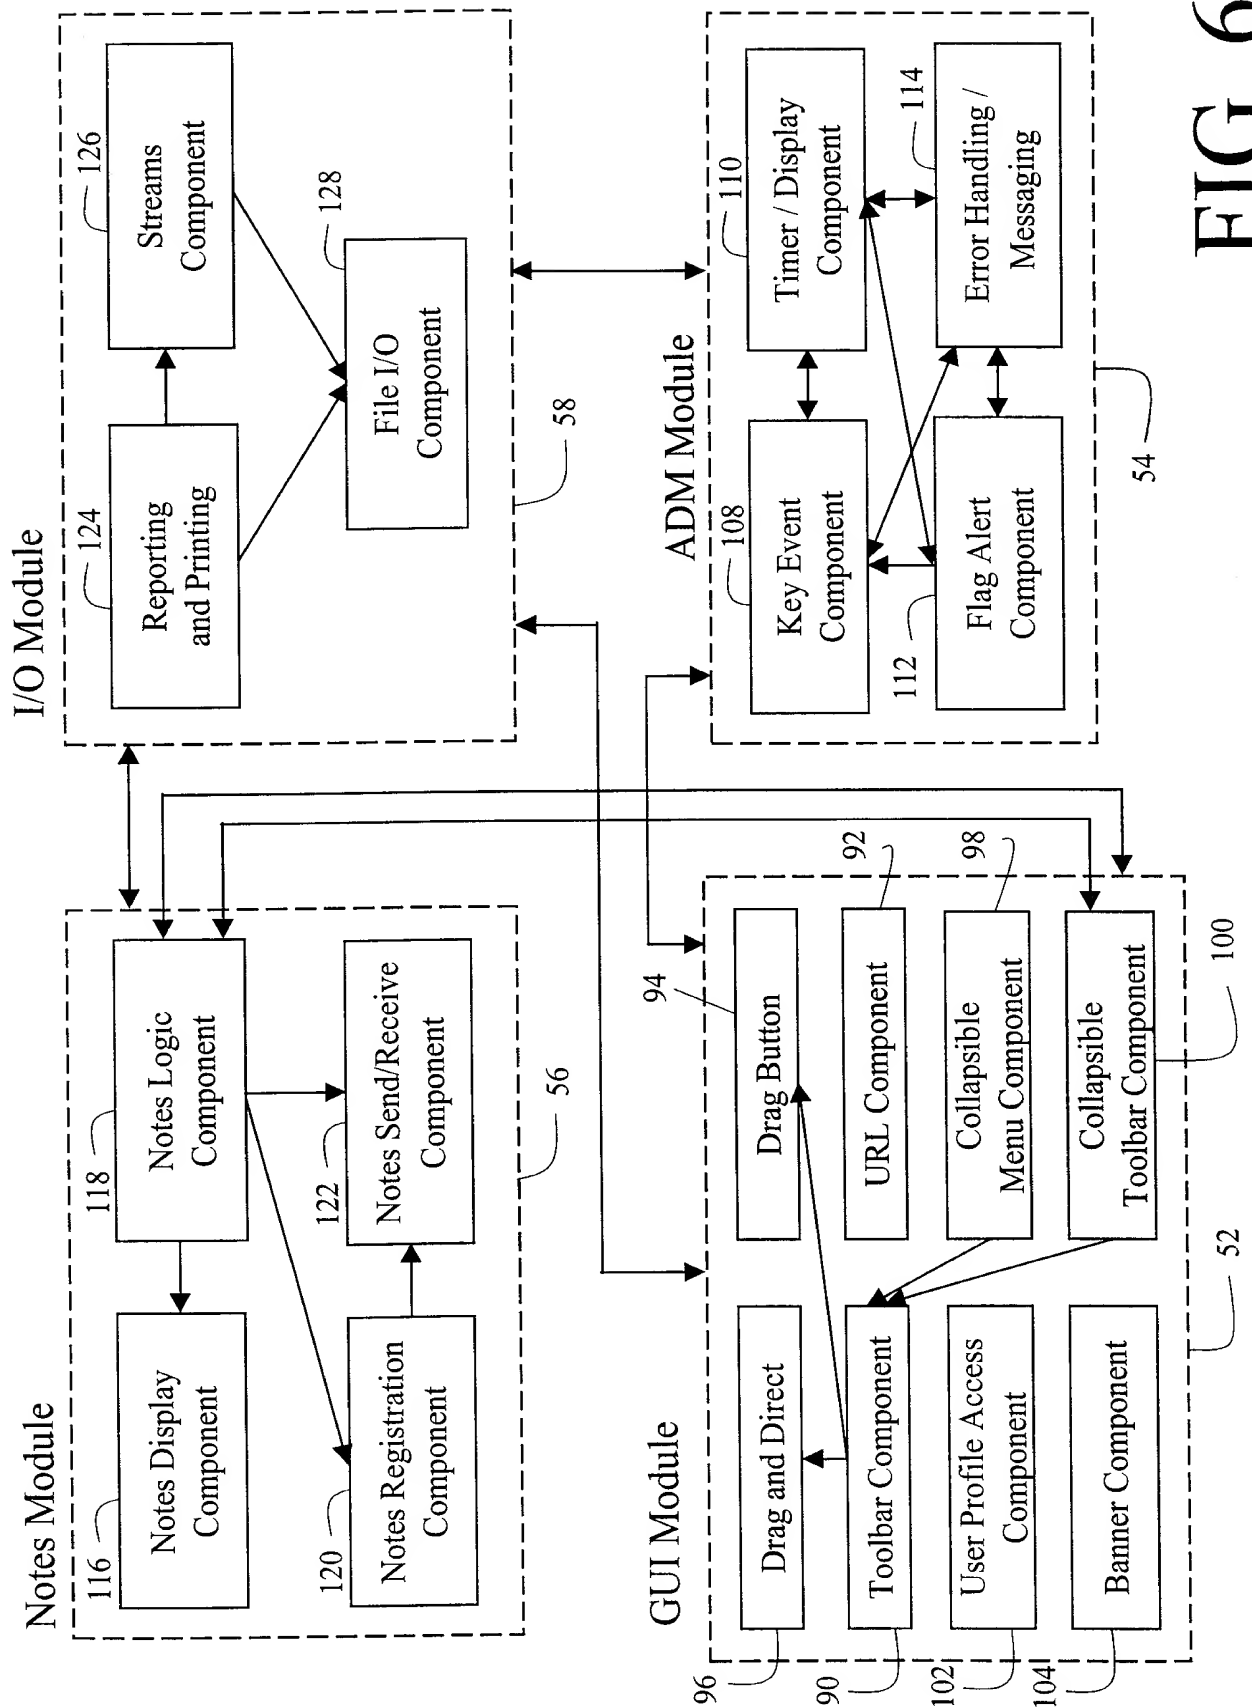 Notes Module
116
Notes Display
Component
118
Notes Logic
Component
120
Notes Registration
Component
122
Notes Send/Receive
Component
56
I/O Module
124
Reporting
and Printing
126
Streams
Component
128
File I/O
Component
58
GUI Module
96
Drag and Direct
94
Drag Button
90
Toolbar Component
92
URL Component
102
User Profile Access
Component
98
Collapsible
Menu Component
104
Banner Component
100
Collapsible
Toolbar Component
52
ADM Module
108
Key Event
Component
110
Timer / Display
Component
112
Flag Alert
Component
114
Error Handling /
Messaging
54
FIG 6